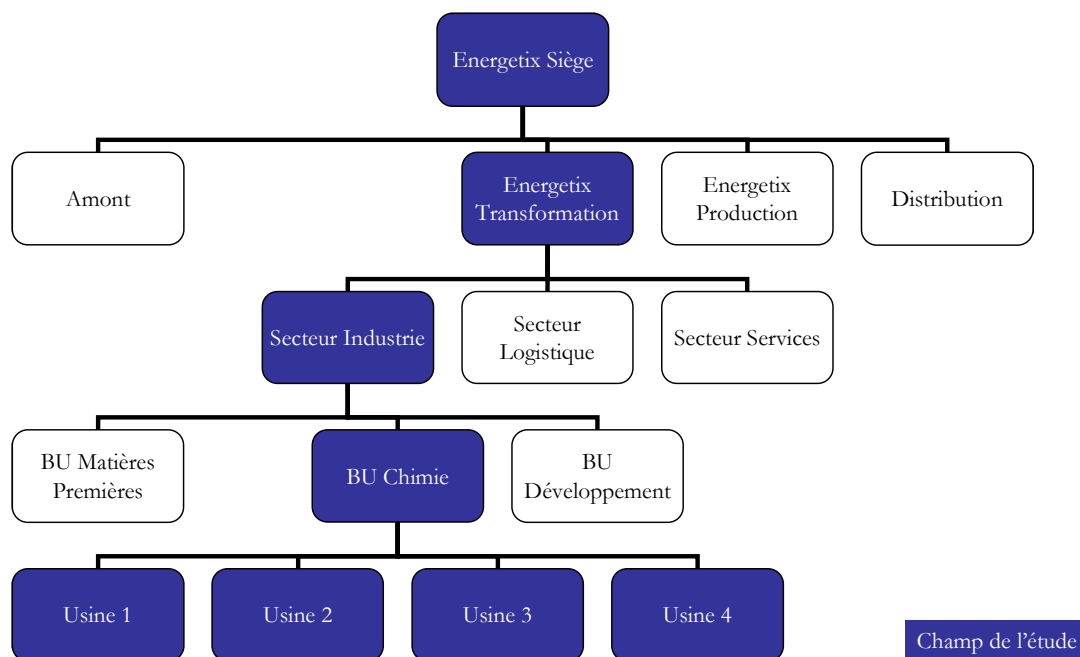 Energetix Siège
Amont
Energetix
Transformation
Energetix
Production
Distribution
Secteur Industrie
Secteur
Logistique
Secteur Services
BU Matières
Premières
BU Chimie
BU
Développement
Usine 1
Usine 2
Usine 3
Usine 4
Champ de l’étude